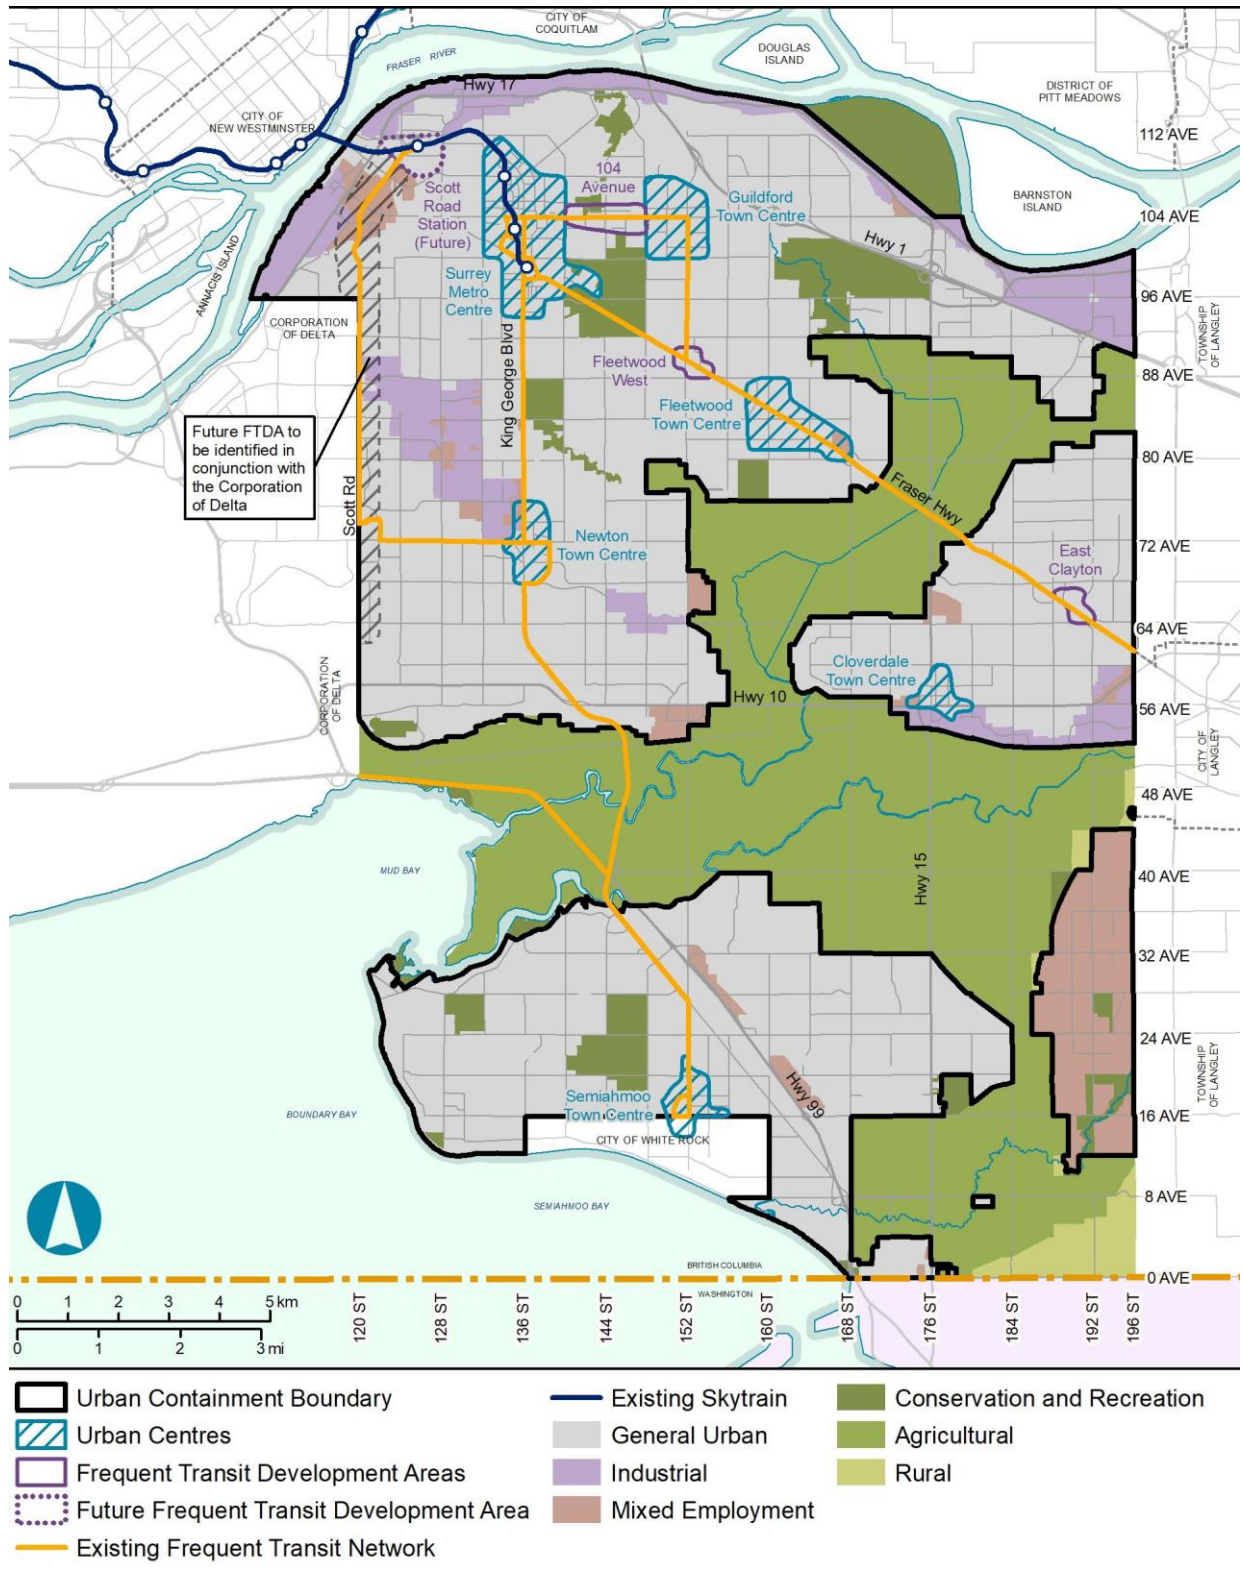 CITY OF
COQUITLAM
FRASER RIVER
DOUGLAS
ISLAND
Hwy 17
DISTRICT OF
PITT MEADOWS
CITY OF
NEW WESTMINSTER
112 AVE
104
Avenue
Scott
Road
Station
(Future)
Guildford
Town Centre
BARNSTON
ISLAND
104 AVE
Hwy 1
ANNACIS ISLAND
Surrey
Metro
Centre
96 AVE
CORPORATION
OF DELTA
King George Blvd
TOWNSHIP
OF LANGLEY
Fleetwood
West
88 AVE
Fleetwood
Town Centre
Future FTDA to
be identified in
conjunction with
the Corporation
of Delta
80 AVE
Scott Rd
Fraser Hwy
Newton
Town Centre
72 AVE
East
Clayton
64 AVE
Cloverdale
Town Centre
CORPORATION
OF DELTA
Hwy 10
56 AVE
CITY OF
LANGLEY
48 AVE
MUD BAY
Hwy 15
40 AVE
32 AVE
24 AVE
TOWNSHIP
OF LANGLEY
Semiahmoo
Town Centre
Hwy 99
BOUNDARY BAY
16 AVE
CITY OF WHITE ROCK
8 AVE
SEMIAHMOO BAY
BRITISH COLUMBIA
0 AVE
WASHINGTON
0 1 2 3 4 5 km
0 1 2 3 mi
120 ST
128 ST
136 ST
144 ST
152 ST
160 ST
168 ST
176 ST
184 ST
192 ST
196 ST
Urban Containment Boundary
Urban Centres
Frequent Transit Development Areas
Future Frequent Transit Development Area
Existing Frequent Transit Network
Existing Skytrain
General Urban
Industrial
Mixed Employment
Conservation and Recreation
Agricultural
Rural